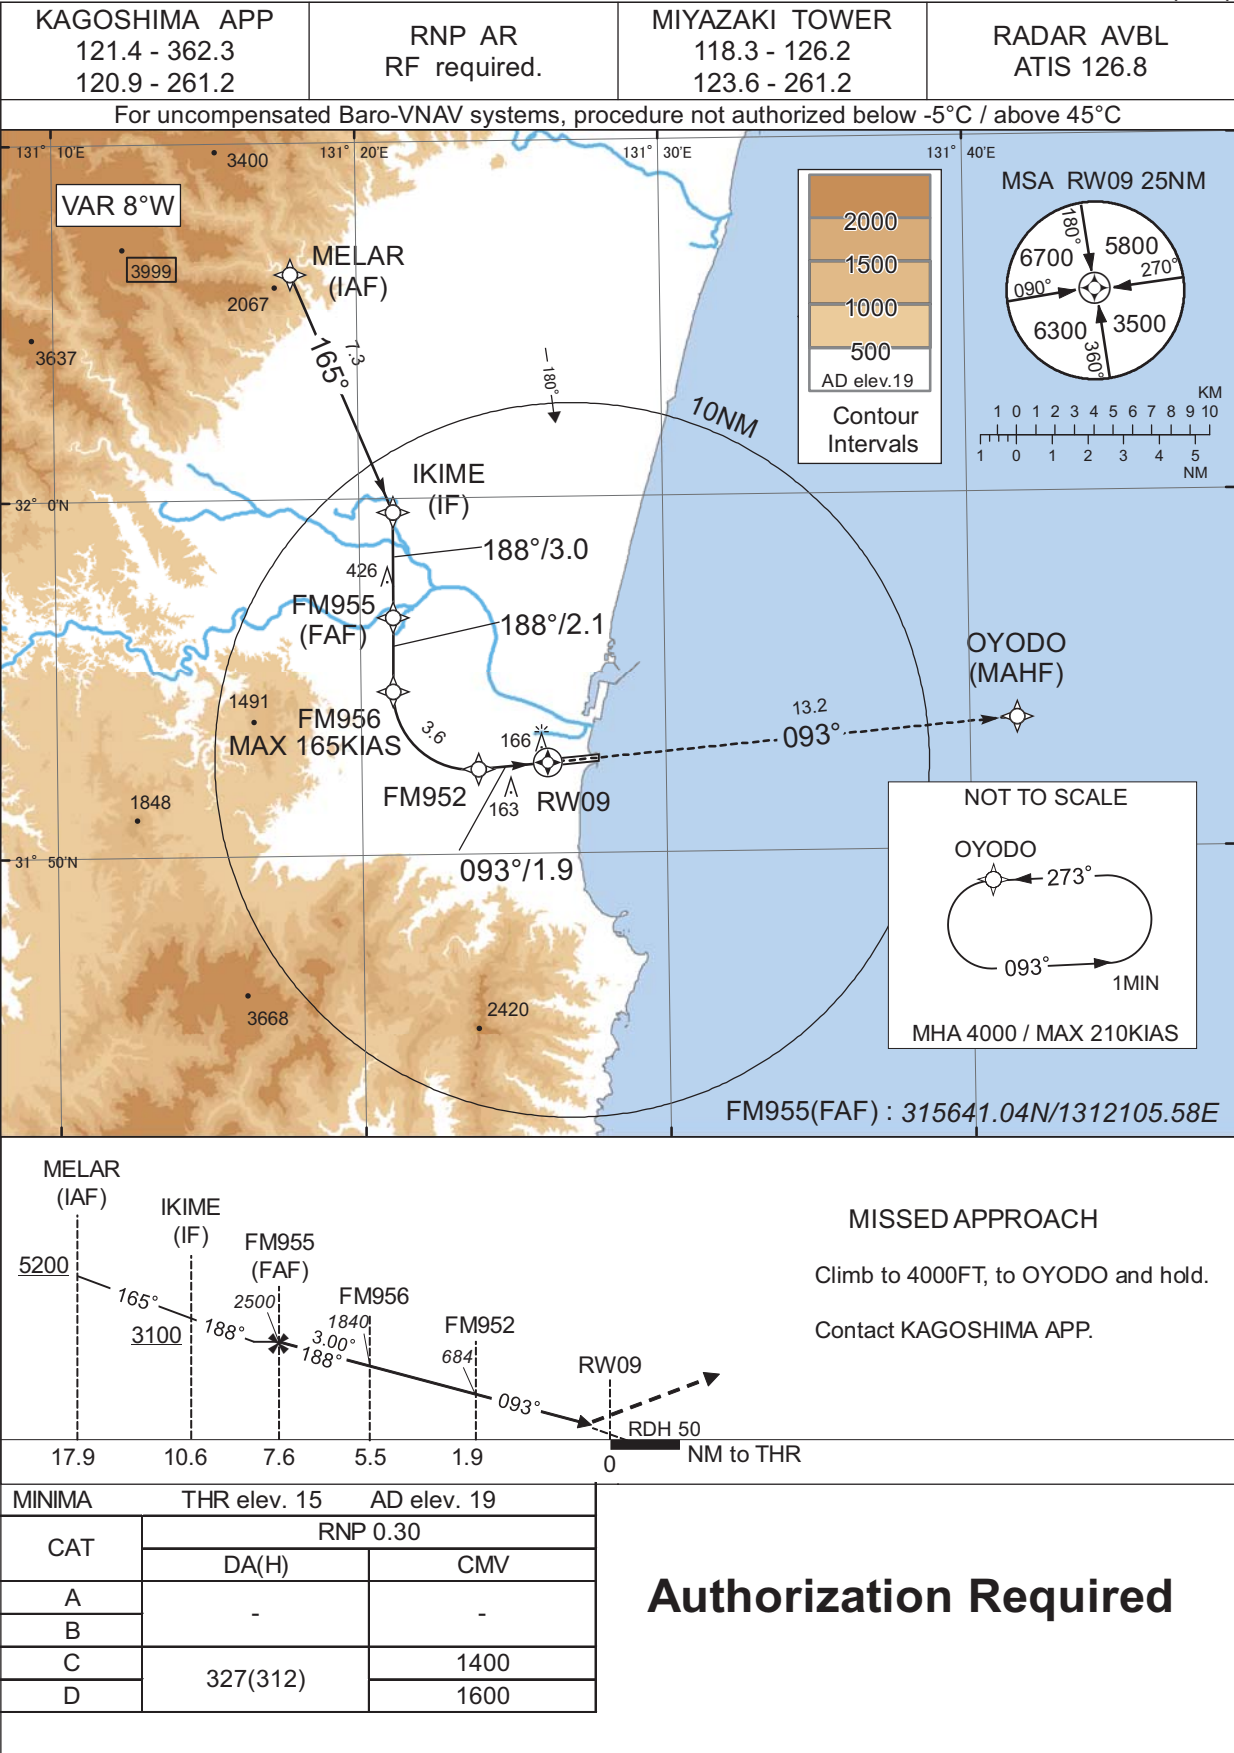 KAGOSHIMA APP
121.4 - 362.3
120.9 - 261.2
RNP AR
RF required.
MIYAZAKI TOWER
118.3 - 126.2
123.6 - 261.2
RADAR AVBL
ATIS 126.8
For uncompensated Baro-VNAV systems, procedure not authorized below -5°C / above 45°C
131° 10'E
131° 20'E
131° 30'E
131° 40'E
3400
VAR 8°W
3999
MELAR
(IAF)
2067
3637
165°
7.3
180°
10NM
2000
1500
1000
500
AD elev.19
Contour
Intervals
MSA RW09 25NM
180°
6700
5800
270°
090°
6300
3500
360°
KM
1 0 1 2 3 4 5 6 7 8 9 10
1 0 1 2 3 4 5
NM
IKIME
(IF)
32° 0'N
188°/3.0
426
FM955
(FAF)
188°/2.1
OYODO
(MAHF)
1491
FM956
MAX 165KIAS
3.6
166
13.2
093°
FM952
163
RW09
1848
31° 50'N
093°/1.9
NOT TO SCALE
OYODO
273°
093°
1MIN
MHA 4000 / MAX 210KIAS
3668
2420
FM955(FAF) : 315641.04N/1312105.58E
MELAR
(IAF)
IKIME
(IF)
FM955
(FAF)
FM956
FM952
RW09
5200
165°
3100
188°
2500
1840
3.00°
188°
684
093°
RDH 50
17.9
10.6
7.6
5.5
1.9
0
NM to THR
MISSED APPROACH
Climb to 4000FT, to OYODO and hold.
Contact KAGOSHIMA APP.
MINIMA THR elev. 15 AD elev. 19
CAT
RNP 0.30
DA(H)
CMV
A
B
-
-
C
D
327(312)
1400
1600
Authorization Required